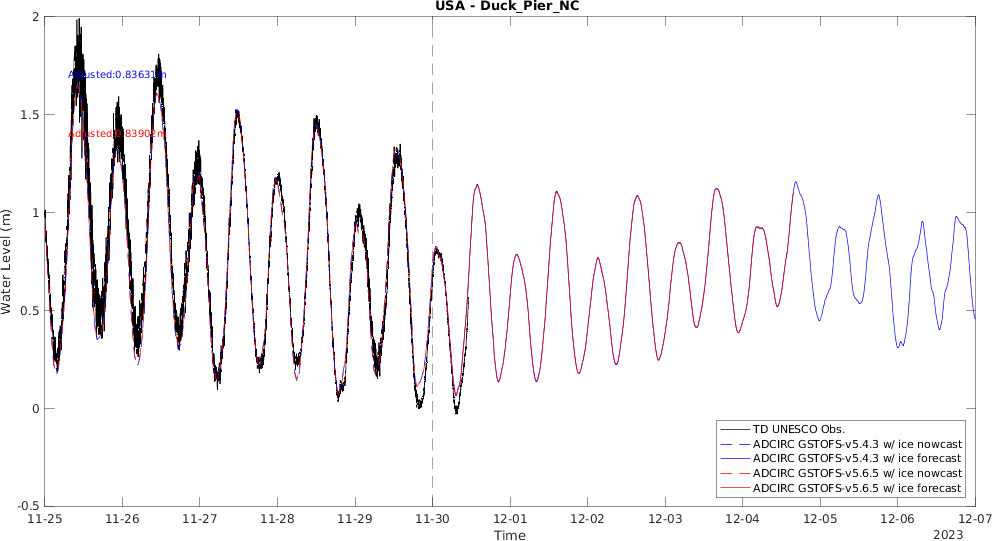 USA - Duck_Pier_NC
2
1.5
1
0.5
0
-0.5
Water Level (m)
Adjusted:0.83631m
Adjusted:0.83902m
TD UNESCO Obs.
ADCIRC GSTOFS-v5.4.3 w/ ice nowcast
ADCIRC GSTOFS-v5.4.3 w/ ice forecast
ADCIRC GSTOFS-v5.6.5 w/ ice nowcast
ADCIRC GSTOFS-v5.6.5 w/ ice forecast
11-25 11-26 11-27 11-28 11-29 11-30 12-01 12-02 12-03 12-04 12-05 12-06 12-07
Time
2023